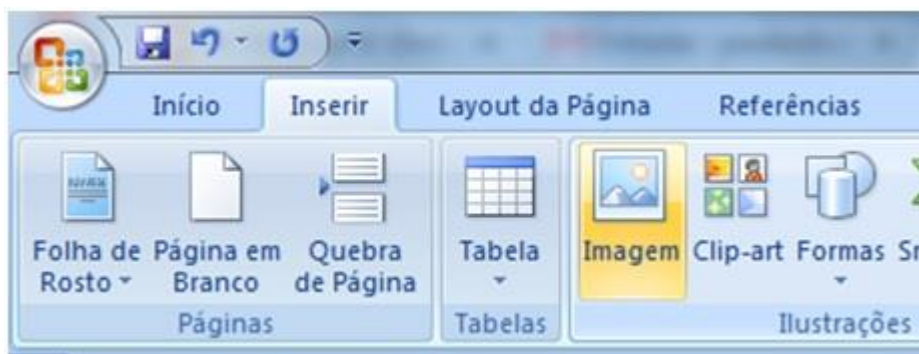 Início Inserir Layout da Página Referências
Folha de Rosto Página em Branco Quebra de Página Tabela Imagem Clip-art Formas
Páginas Tabelas Ilustrações